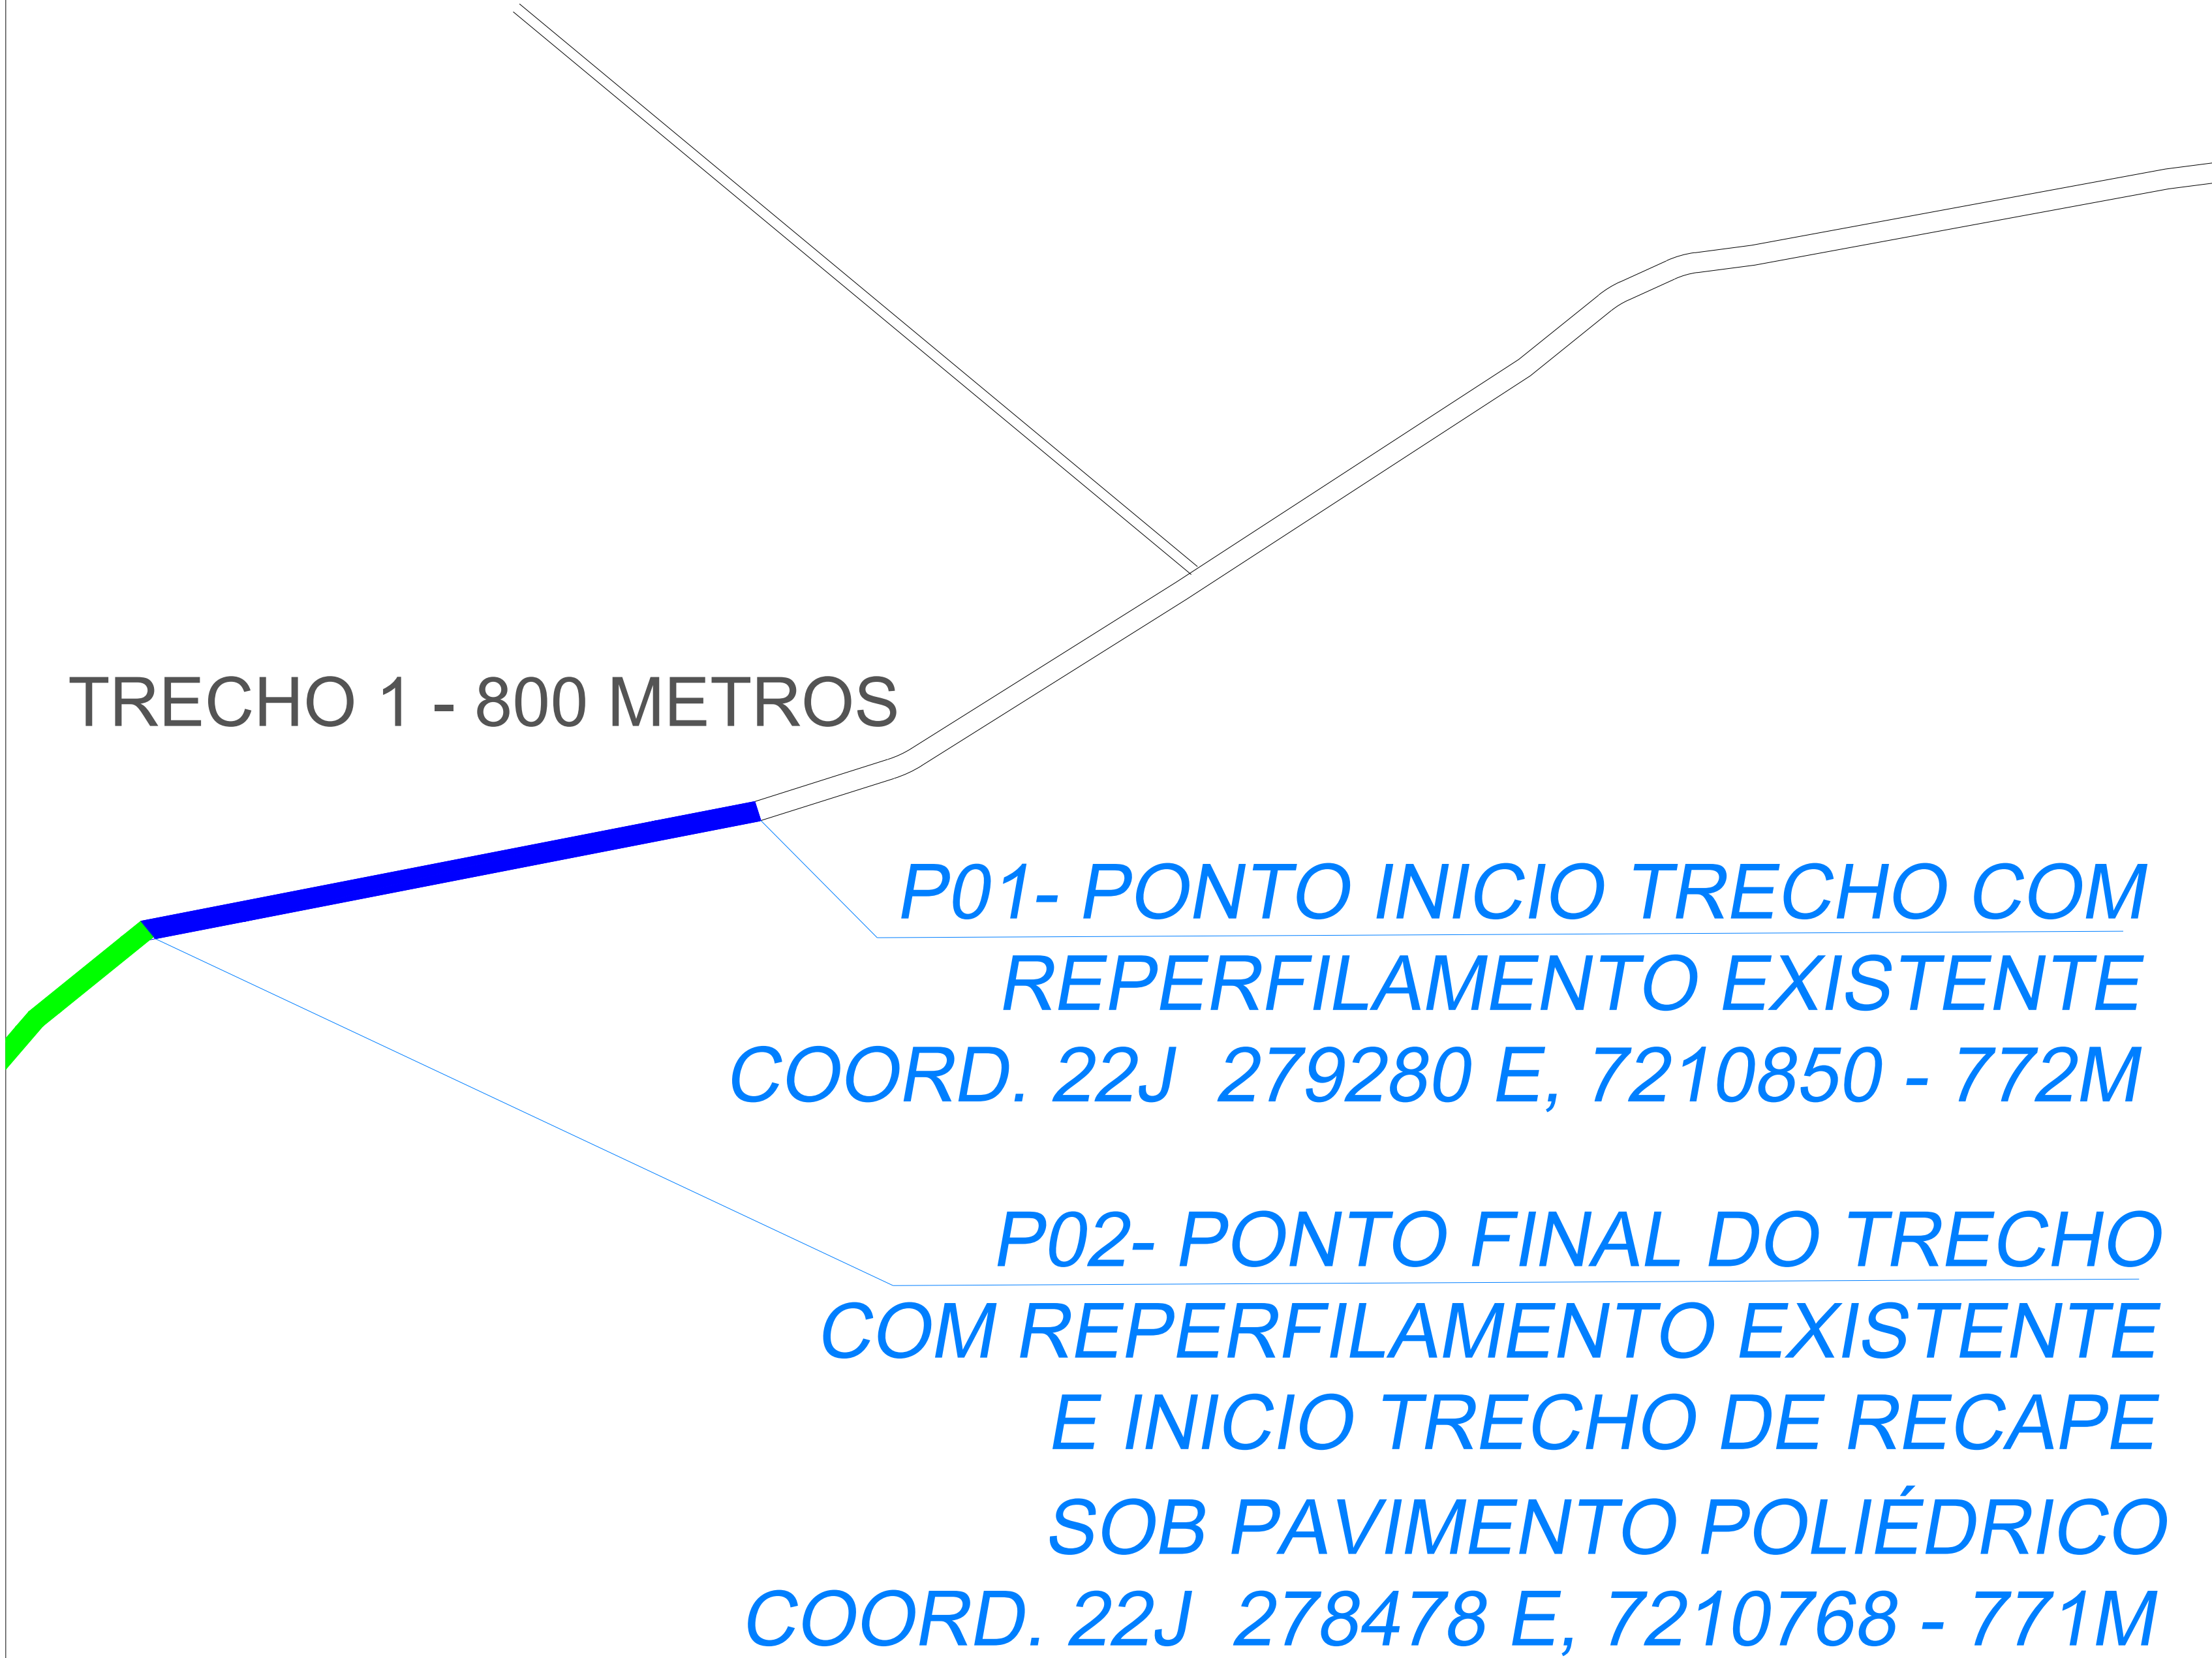 TRECHO 1 - 800 METROS
P01- PONTO INICIO TRECHO COM
REPERFILAMENTO EXISTENTE
COORD. 22J 279280 E, 7210850 - 772M
P02- PONTO FINAL DO TRECHO
COM REPERFILAMENTO EXISTENTE
E INICIO TRECHO DE RECAPE
SOB PAVIMENTO POLIÉDRICO
COORD. 22J 278478 E, 7210768 - 771M